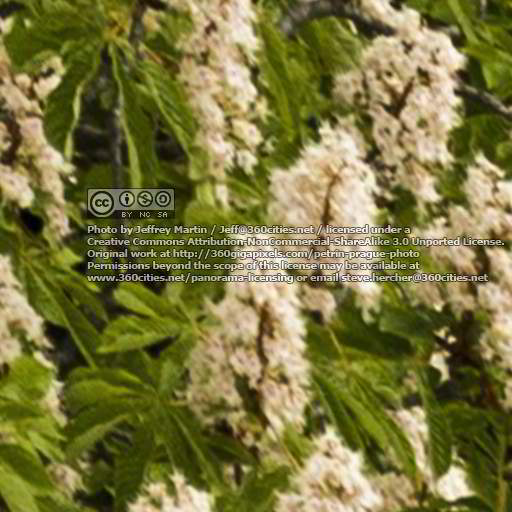 cc
BY NC SA
Photo by Jeffrey Martin / Jeff@360cities.net / licensed under a
Creative Commons Attribution-NonCommercial-ShareAlike 3.0 Unported License.
Original work at http://360gigapixels.com/petrin-prague-photo
Permissions beyond the scope of this license may be available at
www.360cities.net/panorama-licensing or email steve.hercher@360cities.net